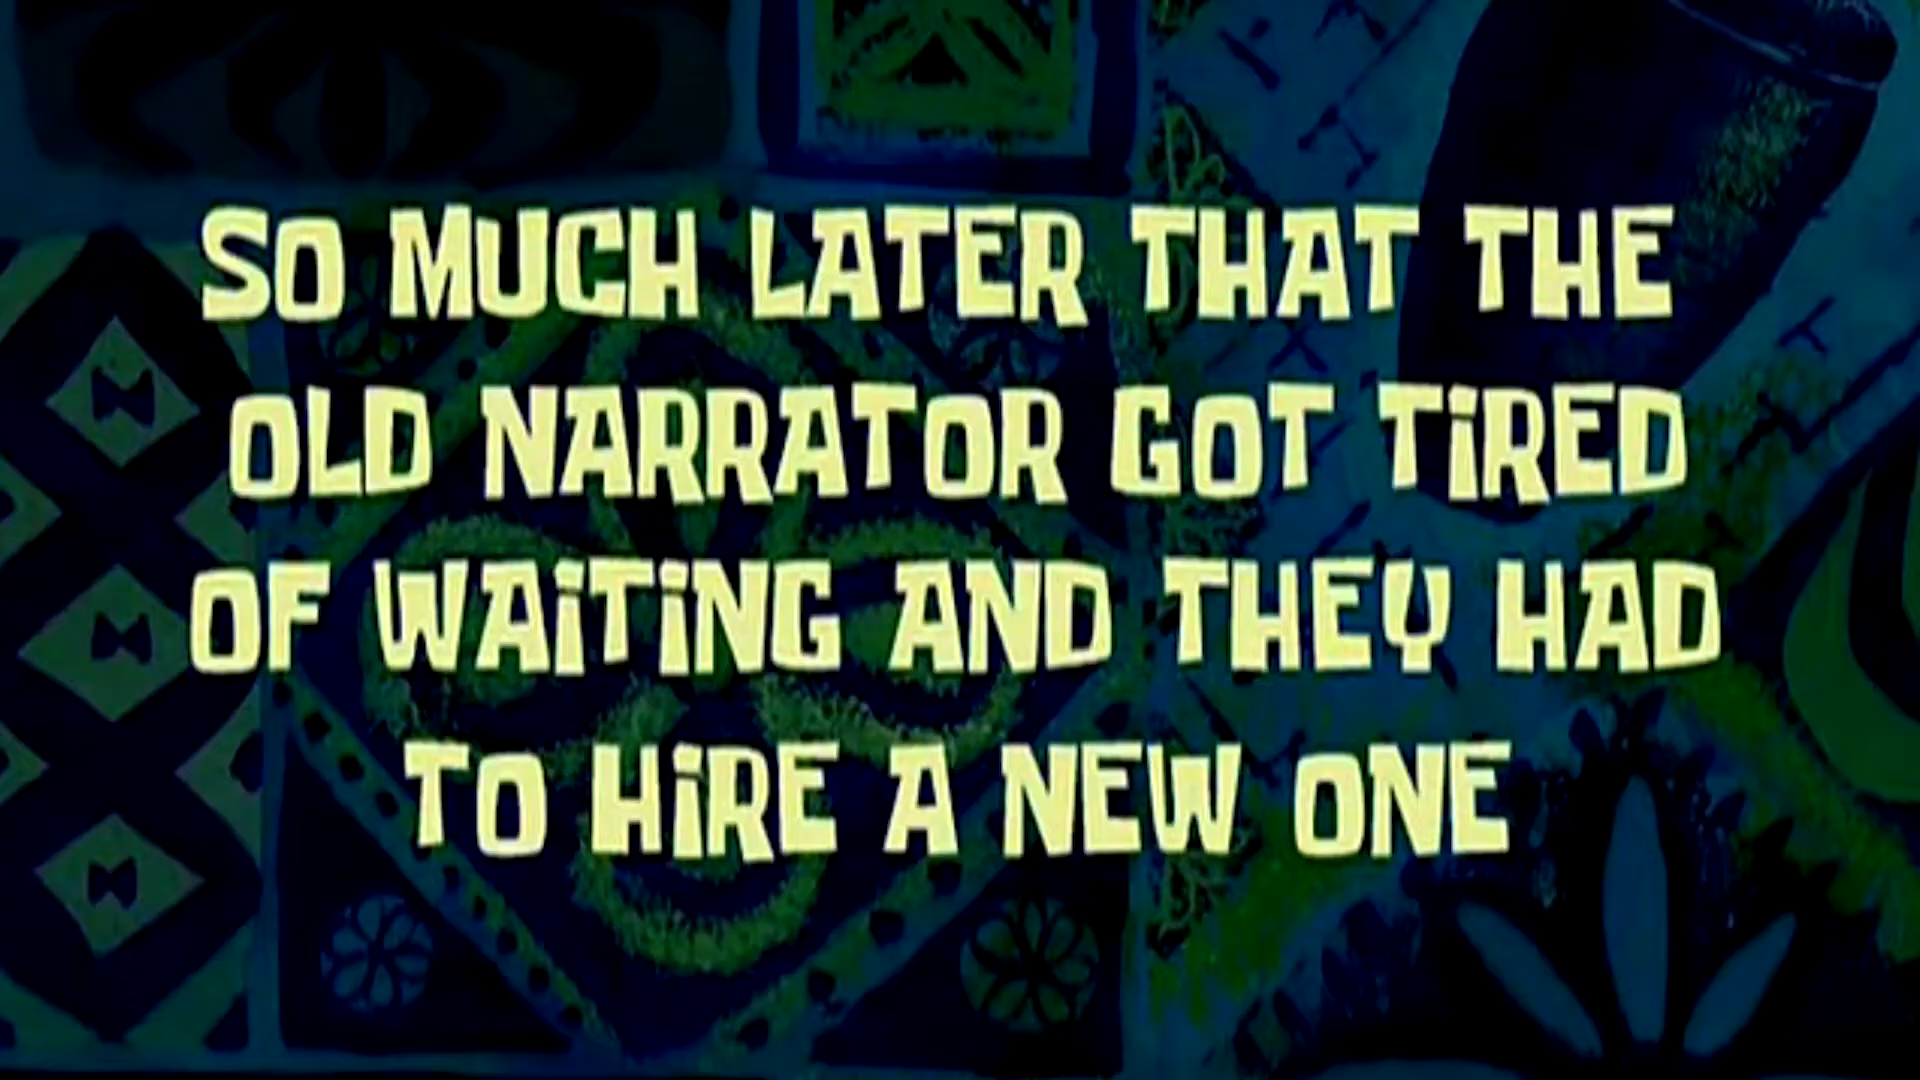 SO MUCH LATER THAT THE
OLD NARRATOR GOT TIRED
OF WAITING AND THEY HAD
TO HIRE A NEW ONE